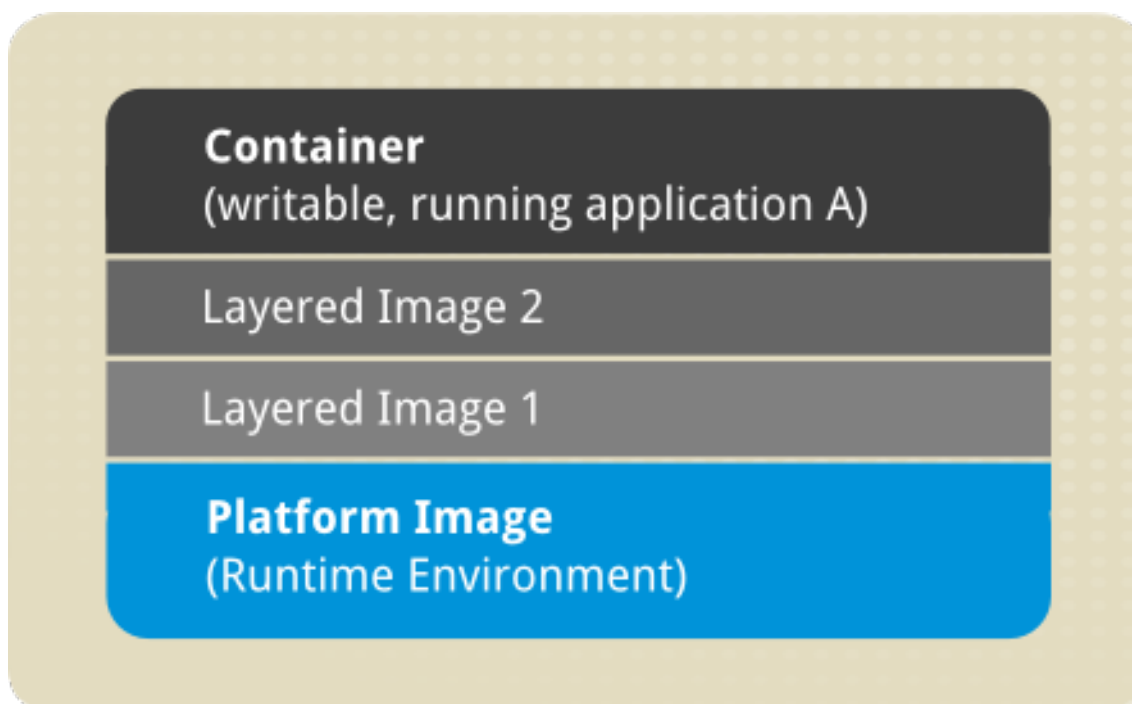 Container
(writable, running application A)
Layered Image 2
Layered Image 1
Platform Image
(Runtime Environment)